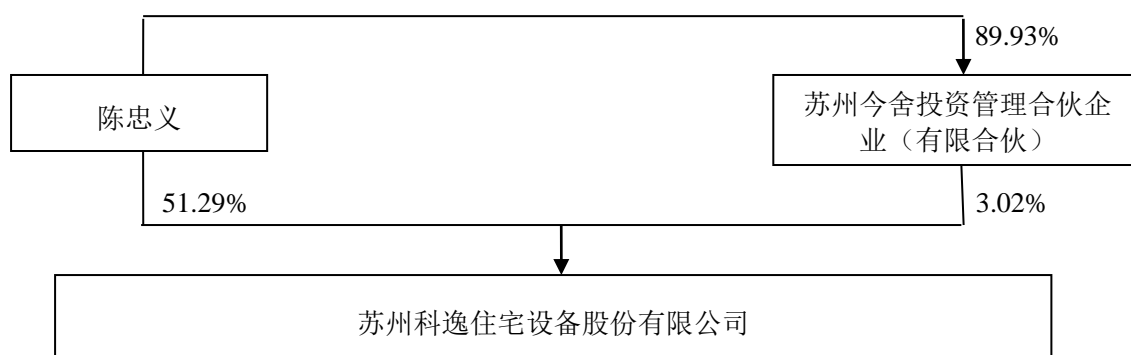 89.93%
陈忠义
苏州今舍投资管理合伙企
业（有限合伙）
51.29%
3.02%
苏州科逸住宅设备股份有限公司